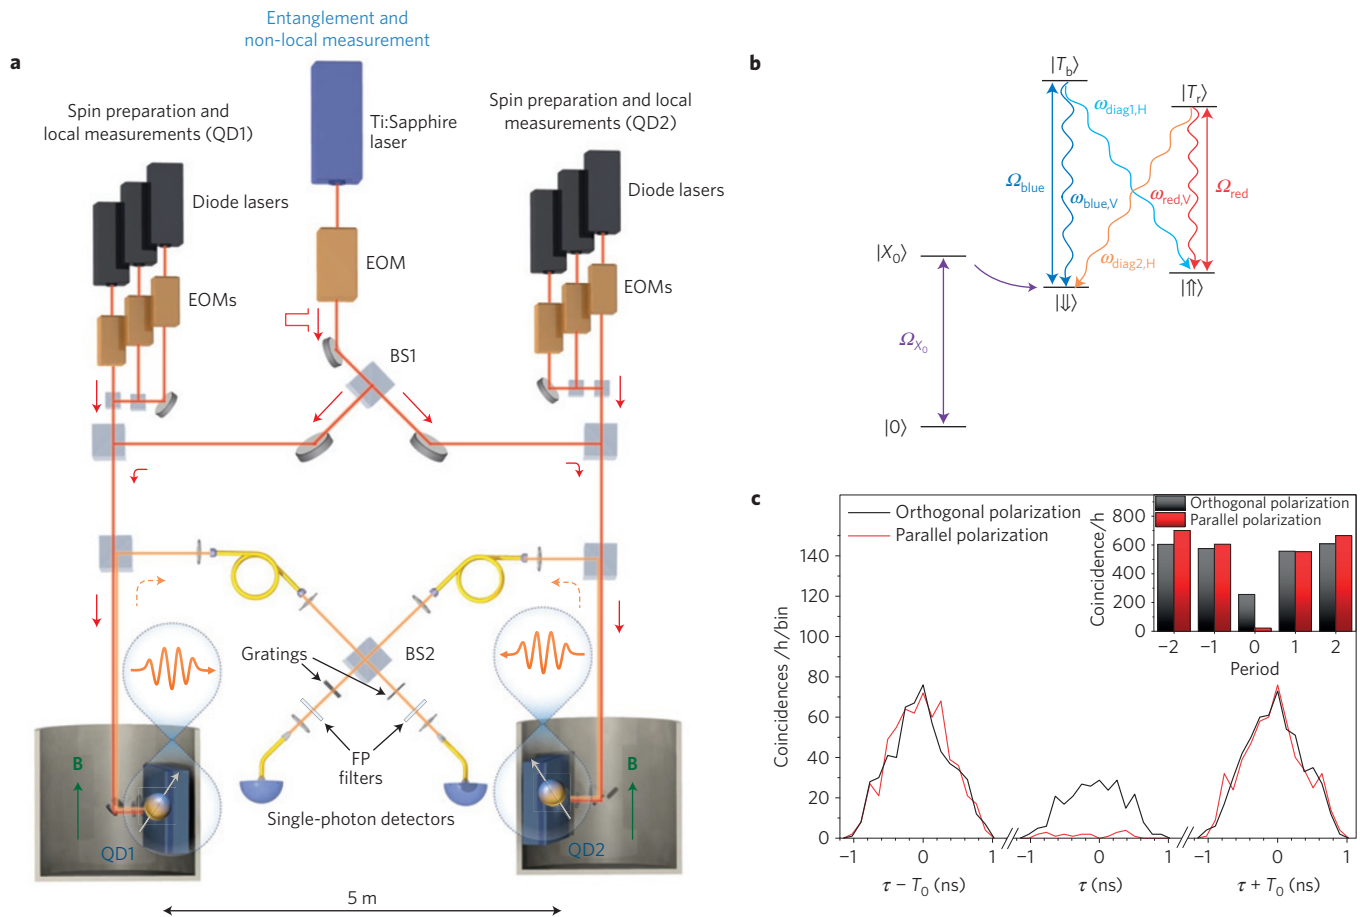 a
Entanglement and
non-local measurement
Spin preparation and
local measurements (QD1)
Ti:Sapphire
laser
Spin preparation and local
measurements (QD2)
Diode lasers
Diode lasers
EOM
EOMs
EOMs
BS1
Gratings
BS2
FP
filters
Single-photon detectors
B
B
QD1
QD2
5 m
b
|T_b⟩
|T_r⟩
ω_diag1,H
Ω_blue
ω_blue,V
ω_red,V
Ω_red
ω_diag2,H
|X_0⟩
|⇓⟩
|⇑⟩
Ω_X_0
|0⟩
c
Orthogonal polarization
Parallel polarization
Coincidences /h/bin
140
120
100
80
60
40
20
0
−1 0 1
−1 0 1
−1 0 1
τ − T_0 (ns)
τ (ns)
τ + T_0 (ns)
Orthogonal polarization
Parallel polarization
Coincidence/h
800
600
400
200
0
−2 −1 0 1 2
Period